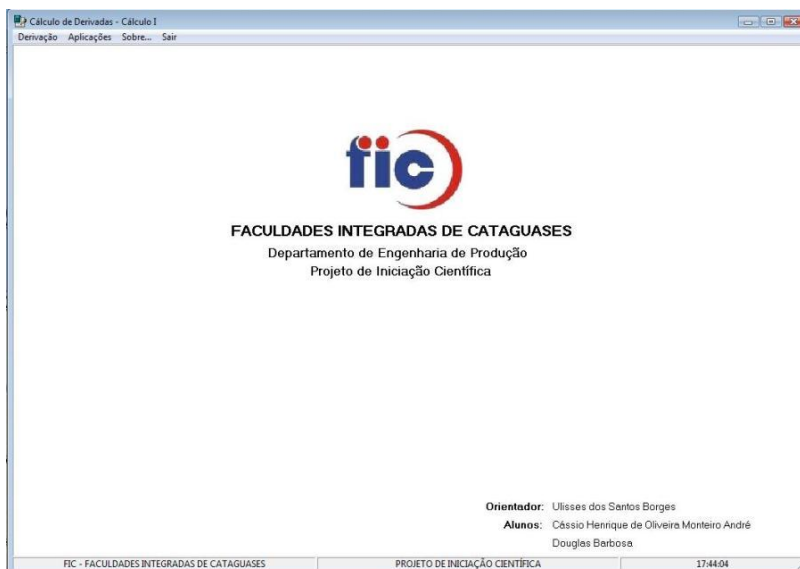 Cálculo de Derivadas - Cálculo I
Derivação Aplicações Sobre... Sair
fic
FACULDADES INTEGRADAS DE CATAGUASES
Departamento de Engenharia de Produção
Projeto de Iniciação Científica
Orientador: Ulisses dos Santos Borges
Alunos: Cássio Henrique de Oliveira Monteiro André
Douglas Barbosa
FIC - FACULDADES INTEGRADAS DE CATAGUASES PROJETO DE INICIAÇÃO CIENTÍFICA 17:44:04